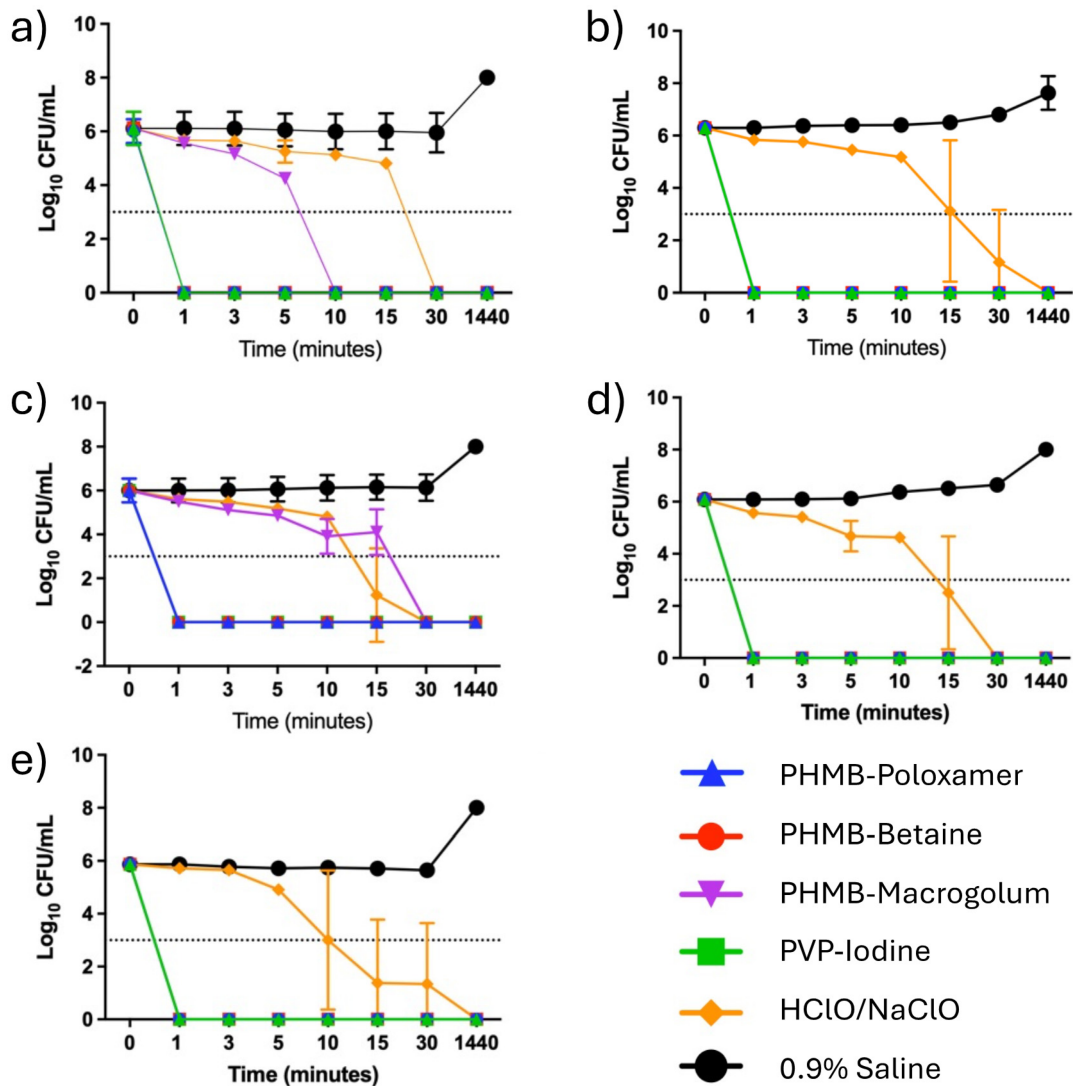 a)
10
8
6
4
2
0
Log10 CFU/mL
0 1 3 5 10 15 30 1440
Time (minutes)
b)
10
8
6
4
2
0
Log10 CFU/mL
0 1 3 5 10 15 30 1440
Time (minutes)
c)
10
8
6
4
2
0
-2
Log10 CFU/mL
0 1 3 5 10 15 30 1440
Time (minutes)
d)
10
8
6
4
2
0
Log10 CFU/mL
0 1 3 5 10 15 30 1440
Time (minutes)
e)
10
8
6
4
2
0
Log10 CFU/mL
0 1 3 5 10 15 30 1440
Time (minutes)
PHMB-Poloxamer
PHMB-Betaine
PHMB-Macrogolum
PVP-Iodine
HClO/NaClO
0.9% Saline